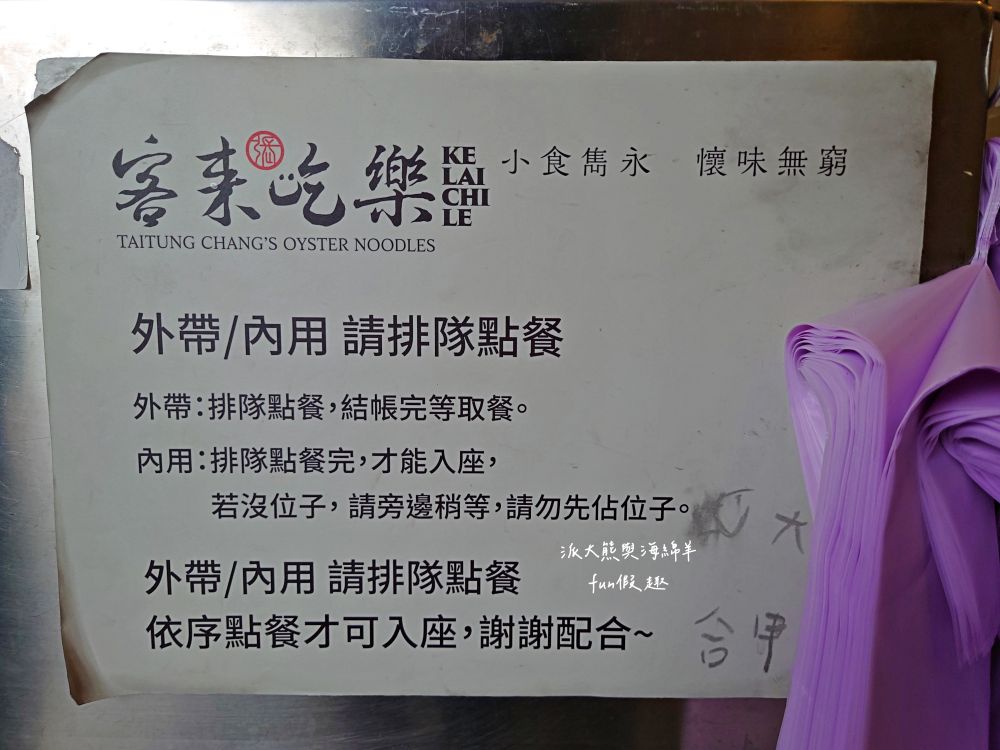 客来張吃樂
KE
LAI
CHI
LE
小食雋永 懷味無窮
TAITUNG CHANG'S OYSTER NOODLES
外帶/內用 請排隊點餐
外帶:排隊點餐,結帳完等取餐。
內用:排隊點餐完,才能入座,
若沒位子,請旁邊稍等,請勿先佔位子。
大
派大熊與海綿羊
fun假趣
外帶/內用 請排隊點餐
依序點餐才可入座,謝謝配合~